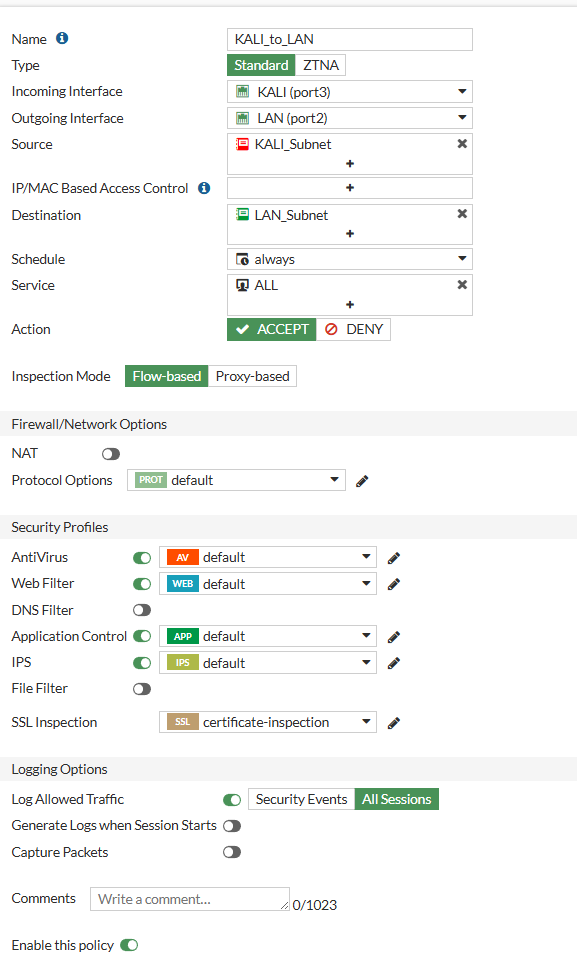 Name KALI_to_LAN
Type Standard ZTNA
Incoming Interface KALI (port3)
Outgoing Interface LAN (port2)
Source KALI_Subnet
+
IP/MAC Based Access Control +
Destination LAN_Subnet
+
Schedule always
Service ALL
+
Action ACCEPT DENY
Inspection Mode Flow-based Proxy-based
Firewall/Network Options
NAT
Protocol Options PROT default
Security Profiles
AntiVirus AV default
Web Filter WEB default
DNS Filter
Application Control APP default
IPS IPS default
File Filter
SSL Inspection SSL certificate-inspection
Logging Options
Log Allowed Traffic Security Events All Sessions
Generate Logs when Session Starts
Capture Packets
Comments Write a comment... 0/1023
Enable this policy